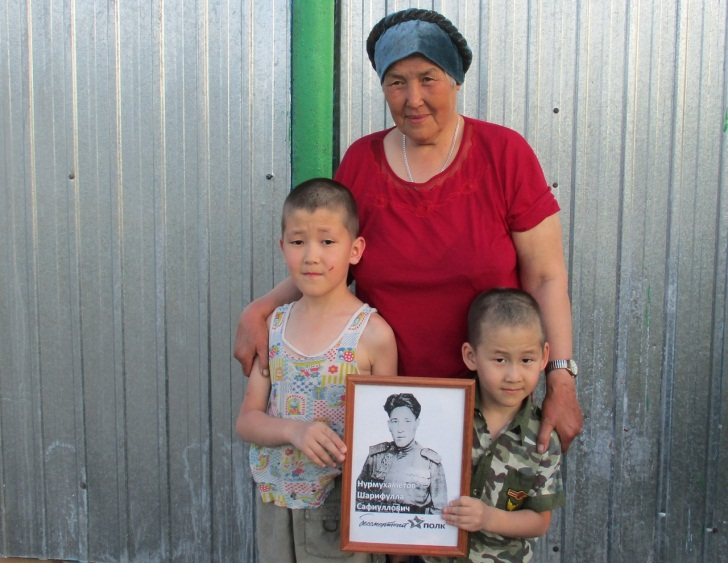 Нурмухаметов
Шарифулла
Сафиуллович
бессмертный полк